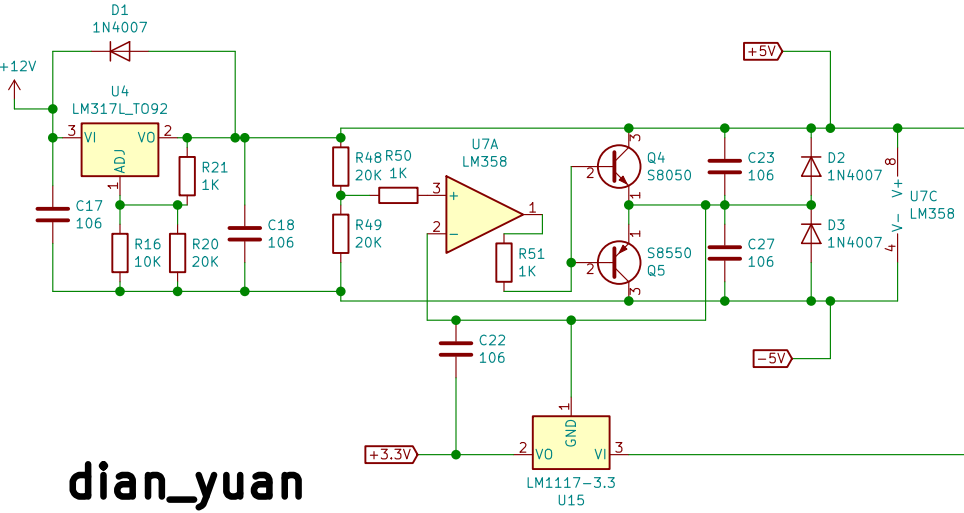 D1
1N4007
+12V
U4
LM317L_TO92
3
VI
VO
2
ADJ
1
R21
1K
C17
106
R16
10K
R20
20K
C18
106
R48
20K
R50
1K
R49
20K
U7A
LM358
3
+
2
−
1
R51
1K
Q4
S8050
3
2
1
S8550
Q5
1
2
3
C23
106
C27
106
D2
1N4007
D3
1N4007
+5V
-5V
U7C
LM358
8
V+
V-
4
C22
106
+3.3V
2
VO
GND
1
VI
3
LM1117-3.3
U15
dian_yuan